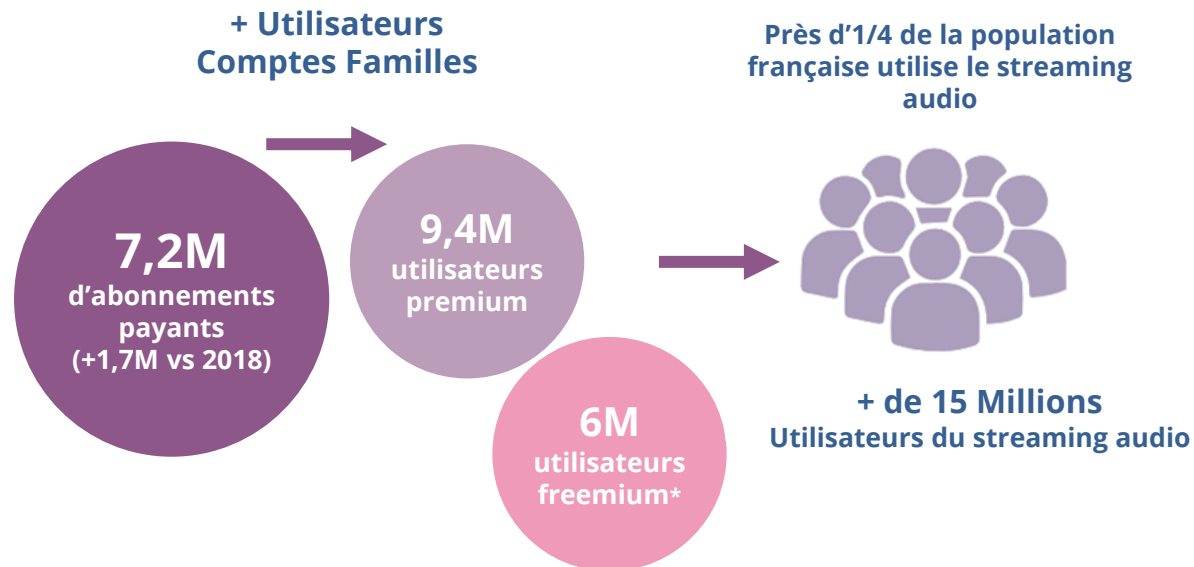 + Utilisateurs
Comptes Familles
7,2M
d'abonnements
payants
(+1,7M vs 2018)
9,4M
utilisateurs
premium
6M
utilisateurs
freemium*
Près d'1/4 de la population
française utilise le streaming
audio
+ de 15 Millions
Utilisateurs du streaming audio